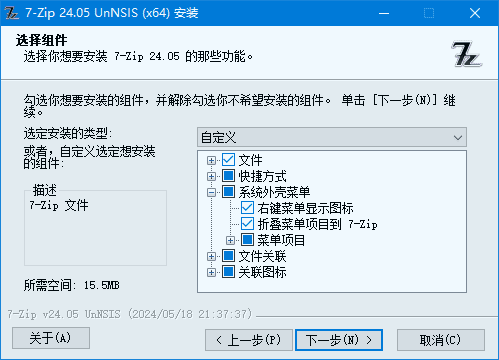 7-Zip 24.05 UnNSIS (x64) 安装
选择组件
选择你想要安装 7-Zip 24.05 的那些功能。
7z
勾选你想要安装的组件，并解除勾选你不希望安装的组件。 单击 [下一步(N)] 继
续。
选定安装的类型:
自定义
或者，自定义选定想安装
的组件:
文件
快捷方式
系统外壳菜单
右键菜单显示图标
折叠菜单项目到 7-Zip
菜单项目
文件关联
关联图标
描述
7-Zip 文件
所需空间: 15.5MB
7-Zip v24.05 UnNSIS (2024/05/18 21:37:37)
关于(A)
< 上一步(P)
下一步(N) >
取消(C)